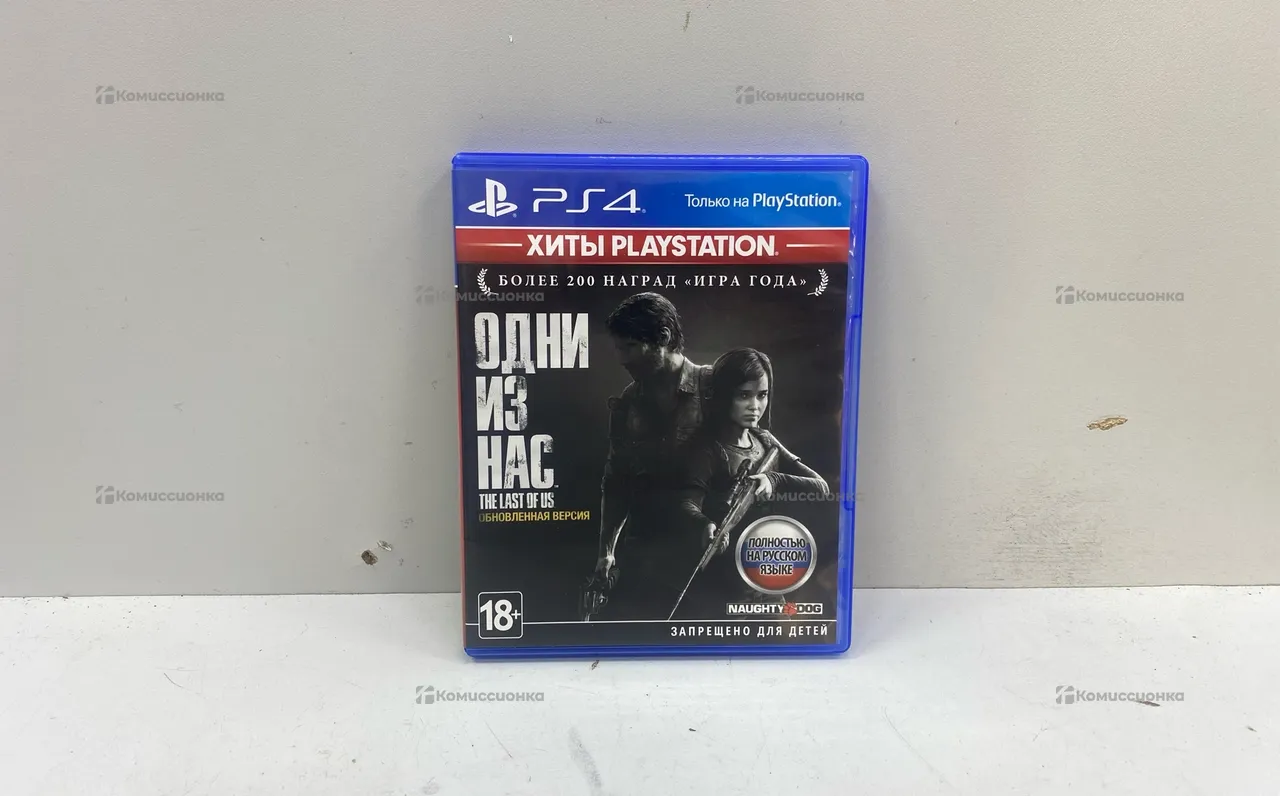 Комиссионка
Комиссионка
PS4
Только на PlayStation
ХИТЫ PLAYSTATION
БОЛЕЕ 200 НАГРАД «ИГРА ГОДА»
Комиссионка
Комиссионка
ОДНИ
ИЗ
НАС
THE LAST OF US
ОБНОВЛЕННАЯ ВЕРСИЯ
Комиссионка
Комиссионка
ПОЛНОСТЬЮ
НА РУССКОМ
ЯЗЫКЕ
NAUGHTY DOG
18+
ЗАПРЕЩЕНО ДЛЯ ДЕТЕЙ
Комиссионка
Комиссионка